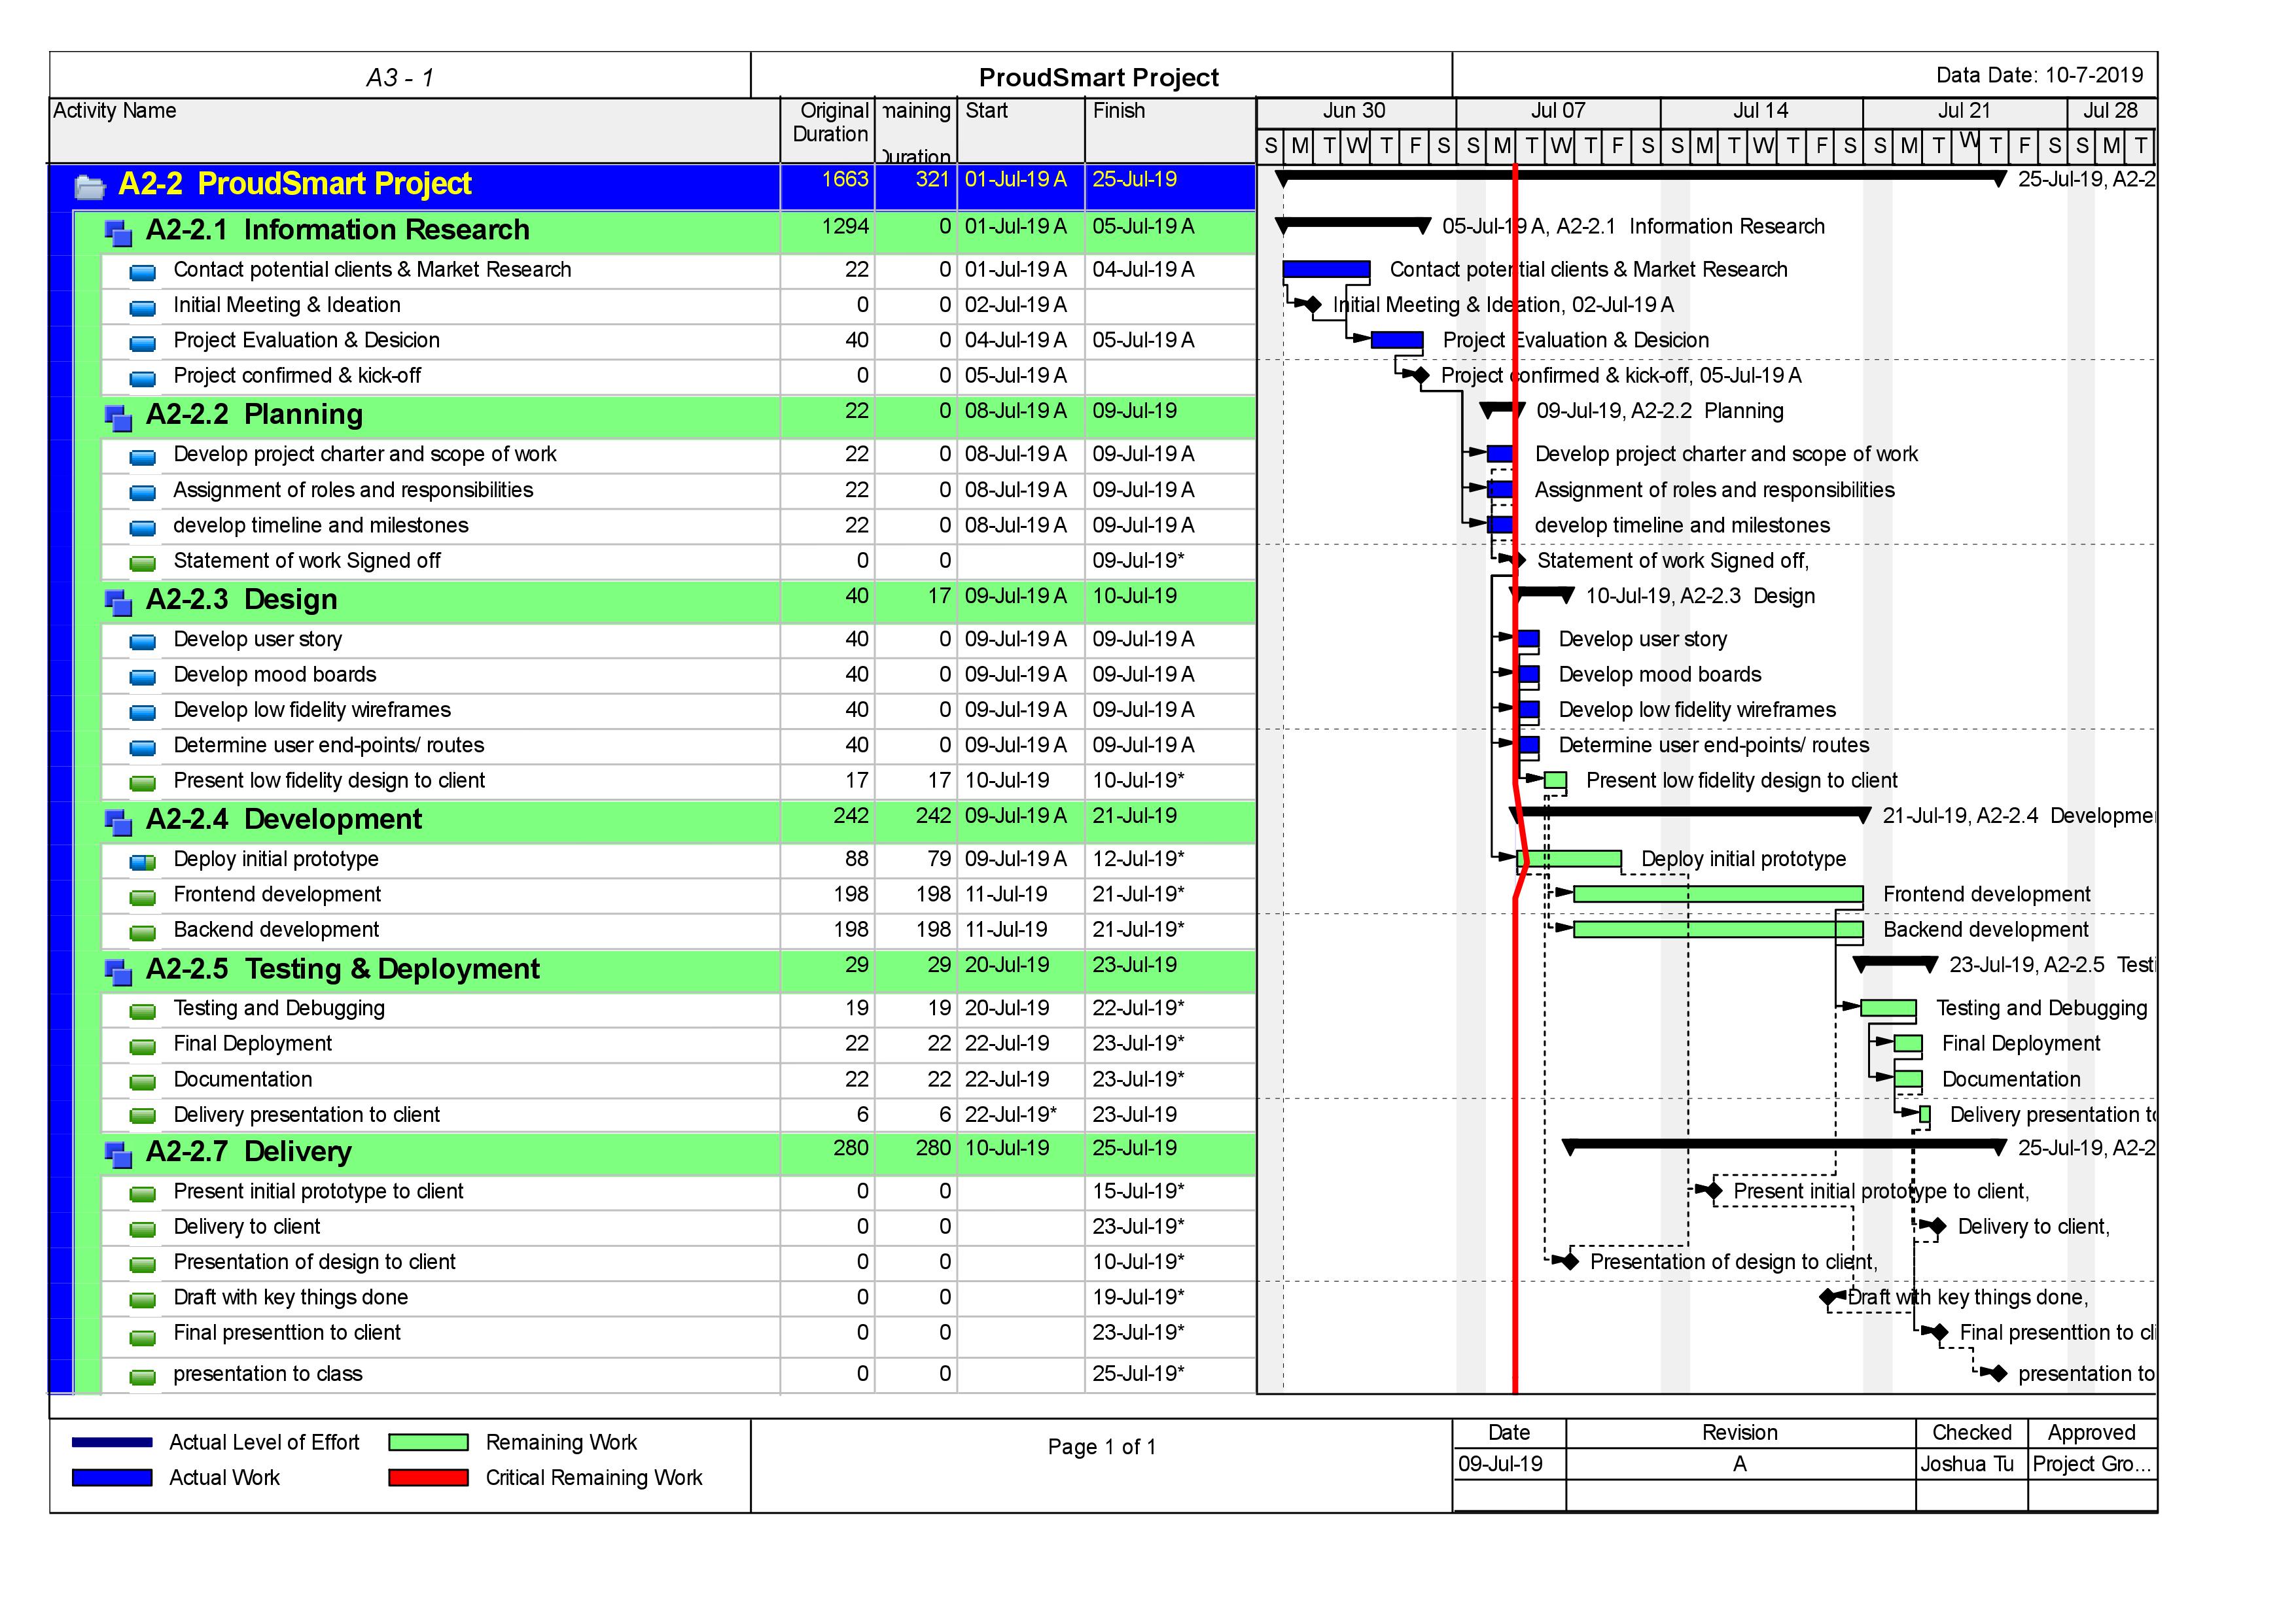 A3 - 1
ProudSmart Project
Data Date: 10-7-2019
Activity Name Original maining Start Finish Jun 30 Jul 07 Jul 14 Jul 21 Jul 28
Duration Duration S M T W T F S S M T W T F S S M T W T F S S M T W T F S S M T
A2-2 ProudSmart Project 1663 321 01-Jul-19 A 25-Jul-19 25-Jul-19, A2-2
A2-2.1 Information Research 1294 0 01-Jul-19 A 05-Jul-19 A 05-Jul-19 A, A2-2.1 Information Research
Contact potential clients & Market Research 22 0 01-Jul-19 A 04-Jul-19 A Contact potential clients & Market Research
Initial Meeting & Ideation 0 0 02-Jul-19 A Initial Meeting & Ideation, 02-Jul-19 A
Project Evaluation & Desicion 40 0 04-Jul-19 A 05-Jul-19 A Project Evaluation & Desicion
Project confirmed & kick-off 0 0 05-Jul-19 A Project confirmed & kick-off, 05-Jul-19 A
A2-2.2 Planning 22 0 08-Jul-19 A 09-Jul-19 09-Jul-19, A2-2.2 Planning
Develop project charter and scope of work 22 0 08-Jul-19 A 09-Jul-19 A Develop project charter and scope of work
Assignment of roles and responsibilities 22 0 08-Jul-19 A 09-Jul-19 A Assignment of roles and responsibilities
develop timeline and milestones 22 0 08-Jul-19 A 09-Jul-19 A develop timeline and milestones
Statement of work Signed off 0 0 09-Jul-19* Statement of work Signed off,
A2-2.3 Design 40 17 09-Jul-19 A 10-Jul-19 10-Jul-19, A2-2.3 Design
Develop user story 40 0 09-Jul-19 A 09-Jul-19 A Develop user story
Develop mood boards 40 0 09-Jul-19 A 09-Jul-19 A Develop mood boards
Develop low fidelity wireframes 40 0 09-Jul-19 A 09-Jul-19 A Develop low fidelity wireframes
Determine user end-points/ routes 40 0 09-Jul-19 A 09-Jul-19 A Determine user end-points/ routes
Present low fidelity design to client 17 17 10-Jul-19 10-Jul-19* Present low fidelity design to client
A2-2.4 Development 242 242 09-Jul-19 A 21-Jul-19 21-Jul-19, A2-2.4 Developme
Deploy initial prototype 88 79 09-Jul-19 A 12-Jul-19* Deploy initial prototype
Frontend development 198 198 11-Jul-19 21-Jul-19* Frontend development
Backend development 198 198 11-Jul-19 21-Jul-19* Backend development
A2-2.5 Testing & Deployment 29 29 20-Jul-19 23-Jul-19 23-Jul-19, A2-2.5 Testi
Testing and Debugging 19 19 20-Jul-19 22-Jul-19* Testing and Debugging
Final Deployment 22 22 22-Jul-19 23-Jul-19* Final Deployment
Documentation 22 22 22-Jul-19 23-Jul-19* Documentation
Delivery presentation to client 6 6 22-Jul-19* 23-Jul-19 Delivery presentation to
A2-2.7 Delivery 280 280 10-Jul-19 25-Jul-19 25-Jul-19, A2-2
Present initial prototype to client 0 0 15-Jul-19* Present initial prototype to client,
Delivery to client 0 0 23-Jul-19* Delivery to client,
Presentation of design to client 0 0 10-Jul-19* Presentation of design to client,
Draft with key things done 0 0 19-Jul-19* Draft with key things done,
Final presenttion to client 0 0 23-Jul-19* Final presenttion to cli
presentation to class 0 0 25-Jul-19* presentation to
Actual Level of Effort Remaining Work
Actual Work Critical Remaining Work
Page 1 of 1
Date Revision Checked Approved
09-Jul-19 A Joshua Tu Project Gro...